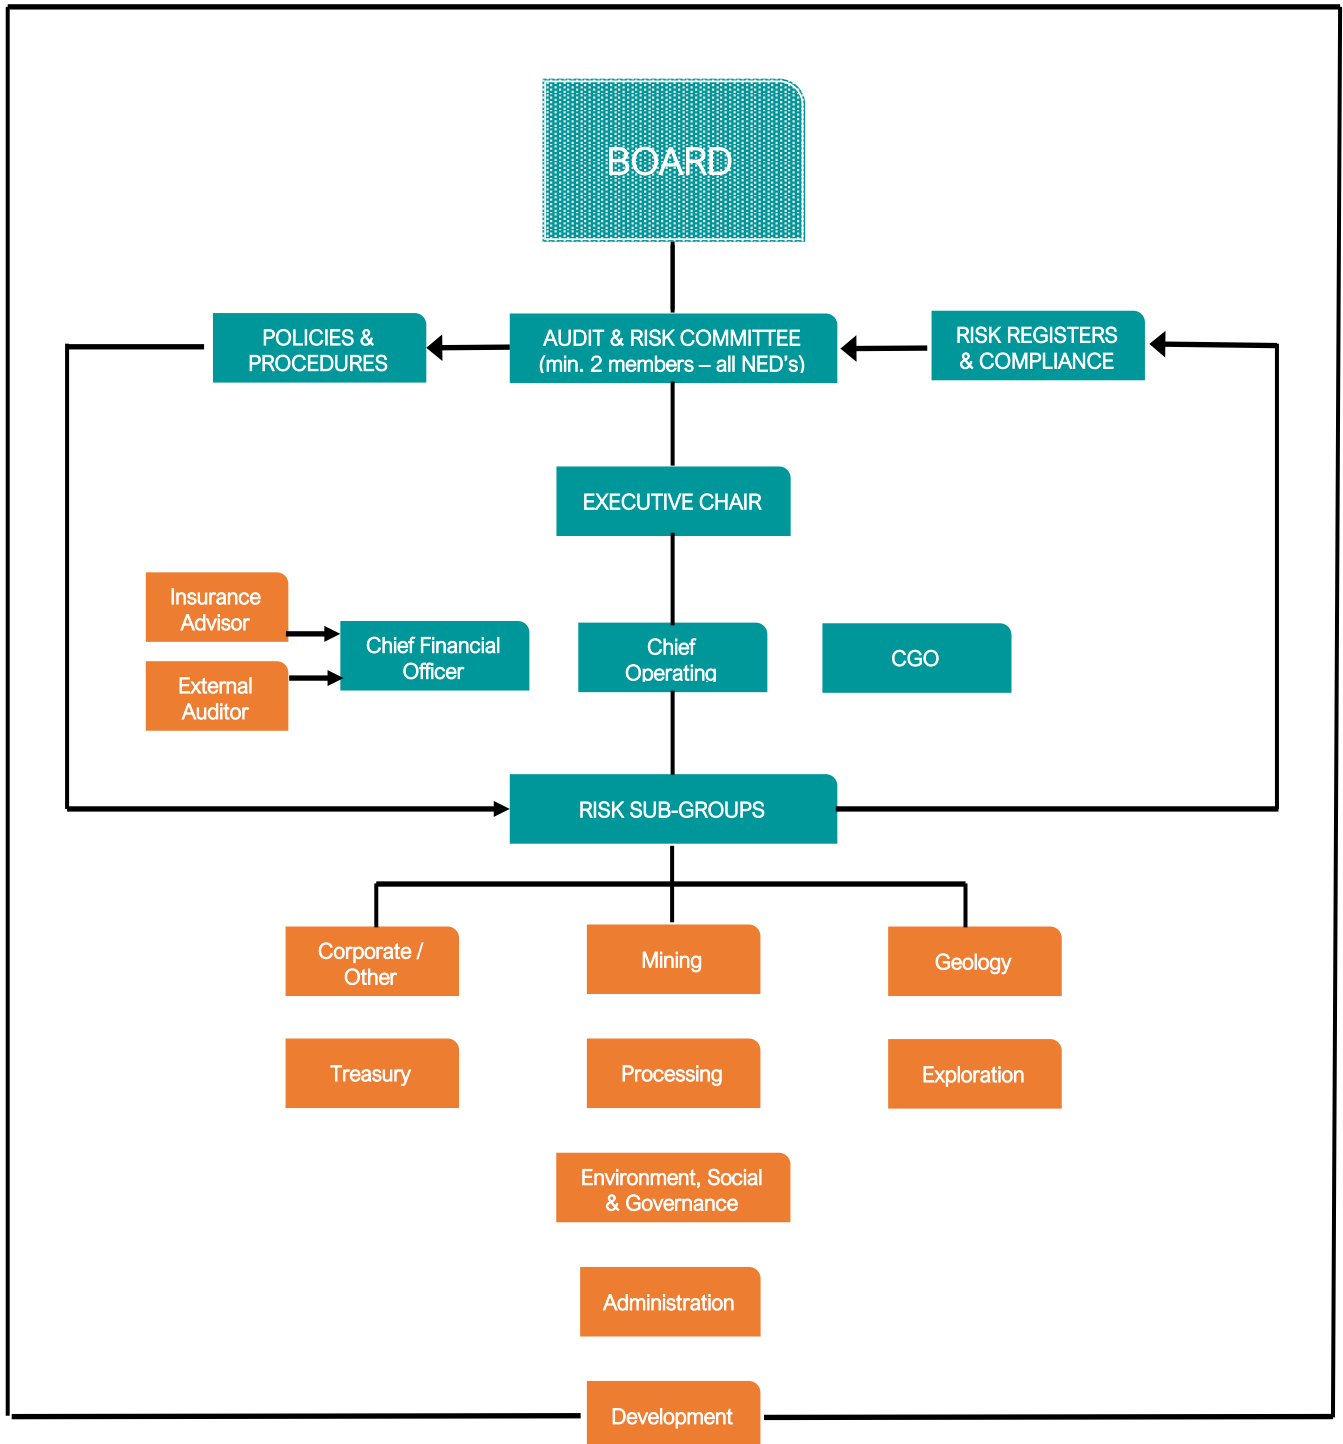 BOARD
POLICIES &
PROCEDURES
AUDIT & RISK COMMITTEE
(min. 2 members – all NED's)
RISK REGISTERS
& COMPLIANCE
EXECUTIVE CHAIR
Insurance
Advisor
External
Auditor
Chief Financial
Officer
Chief
Operating
CGO
RISK SUB-GROUPS
Corporate /
Other
Mining
Geology
Treasury
Processing
Exploration
Environment, Social
& Governance
Administration
Development